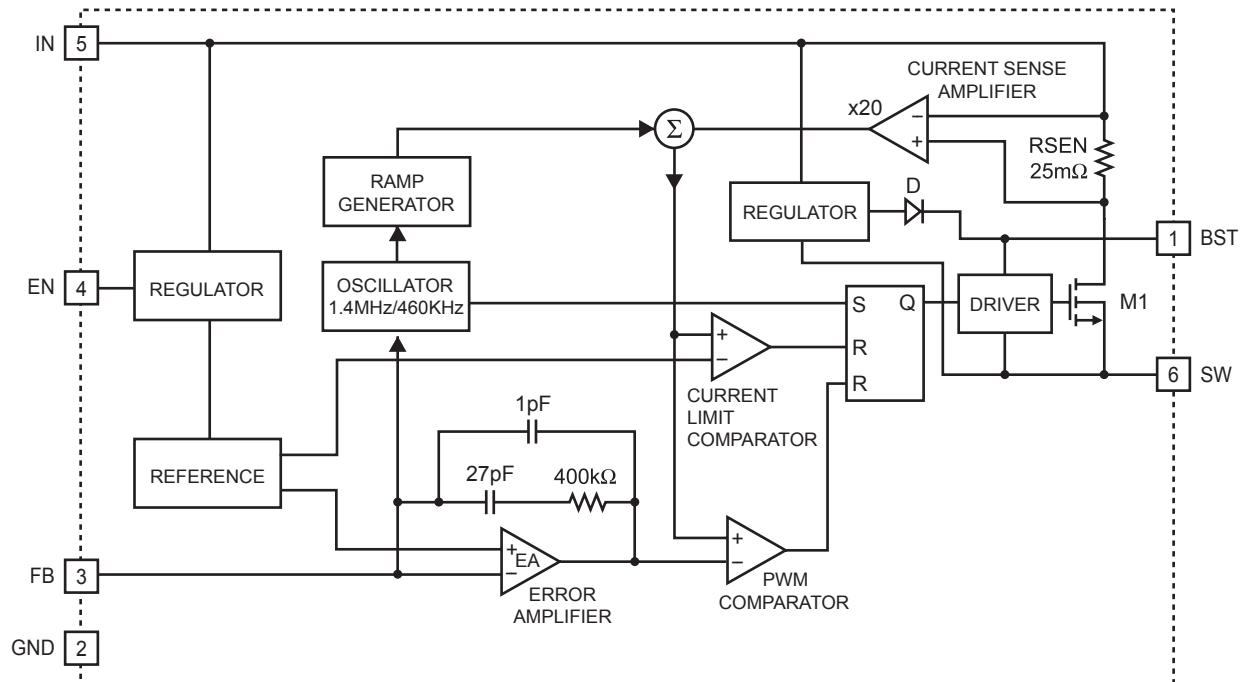 IN 5
CURRENT SENSE
AMPLIFIER
x20
−
+
Σ
RSEN
25mΩ
RAMP
GENERATOR
D
REGULATOR
1 BST
EN 4
REGULATOR
OSCILLATOR
1.4MHz/460KHz
S
Q
R
R
DRIVER
M1
+
−
6 SW
CURRENT
LIMIT
COMPARATOR
1pF
REFERENCE
27pF
400kΩ
+
EA
−
+
−
FB 3
ERROR
AMPLIFIER
PWM
COMPARATOR
GND 2